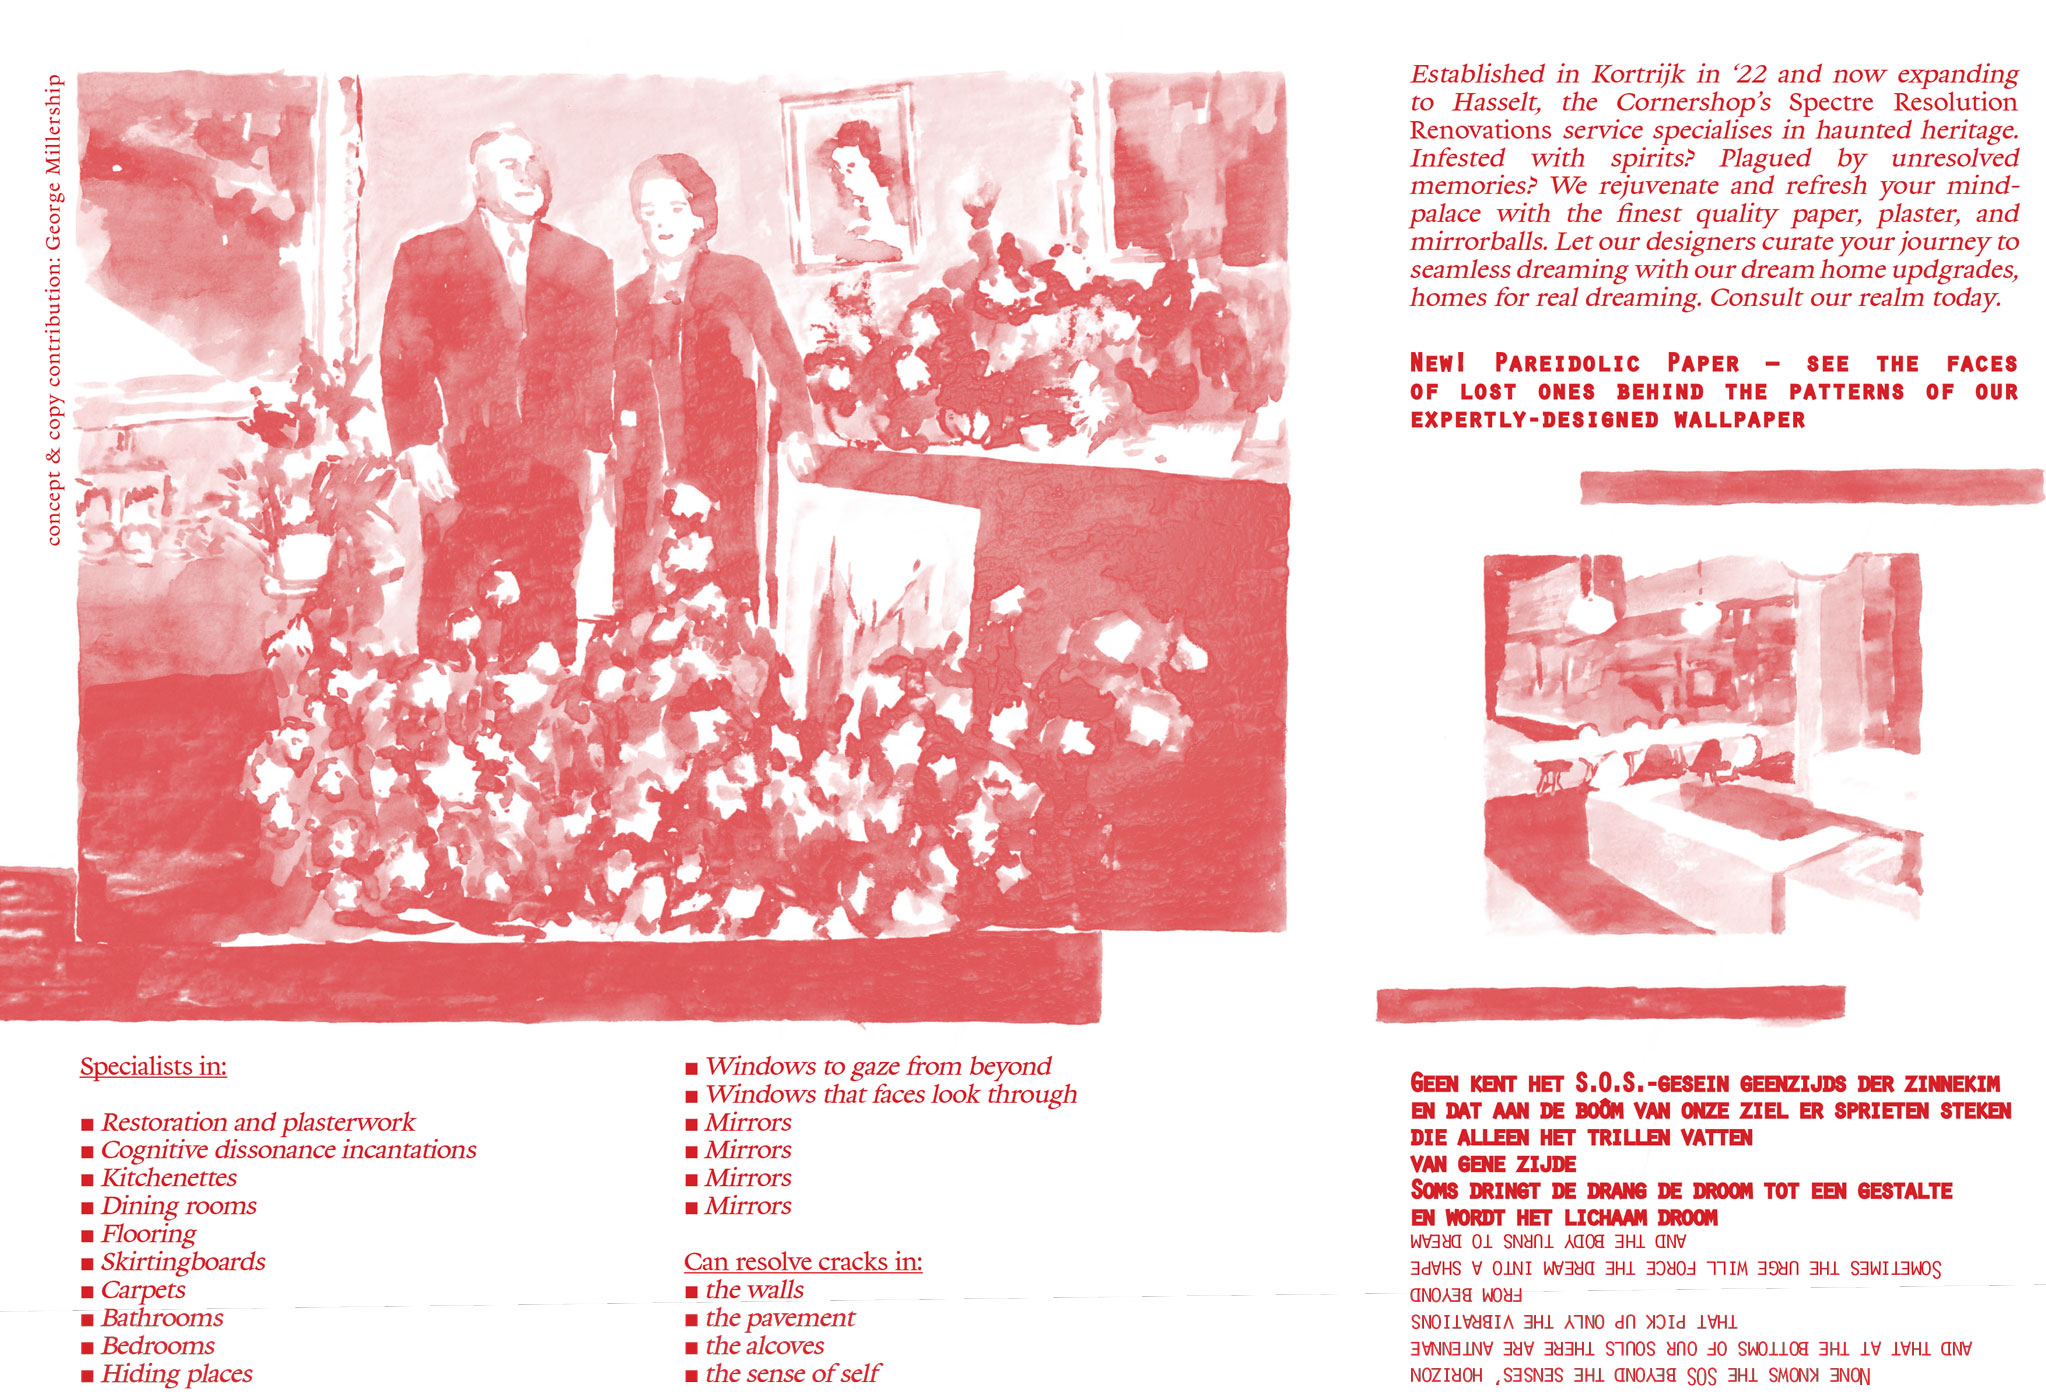 concept & copy contribution: George Millership
Established in Kortrijk in ‘22 and now expanding
to Hasselt, the Cornershop’s Spectre Resolution
Renovations service specialises in haunted heritage.
Infested with spirits? Plagued by unresolved
memories? We rejuvenate and refresh your mind-
palace with the finest quality paper, plaster, and
mirrorballs. Let our designers curate your journey to
seamless dreaming with our dream home updgrades,
homes for real dreaming. Consult our realm today.
New! Pareidolic Paper – see the faces
of lost ones behind the patterns of our
expertly-designed wallpaper
Specialists in:
■ Restoration and plasterwork
■ Cognitive dissonance incantations
■ Kitchenettes
■ Dining rooms
■ Flooring
■ Skirtingboards
■ Carpets
■ Bathrooms
■ Bedrooms
■ Hiding places
■ Windows to gaze from beyond
■ Windows that faces look through
■ Mirrors
■ Mirrors
■ Mirrors
■ Mirrors
Can resolve cracks in:
■ the walls
■ the pavement
■ the alcoves
■ the sense of self
Geen kent het S.O.S.-gesein geenzijds der zinnekim
en dat aan de boôm van onze ziel er sprieten steken
die alleen het trillen vatten
van gene zijde
Soms dringt de drang de droom tot een gestalte
en wordt het lichaam droom
None knows the SOS beyond the senses’ horizon
and that at the bottoms of our souls there are antennae
that pick up only the vibrations
from beyond
Sometimes the urge will force the dream into a shape
and the body turns to dream